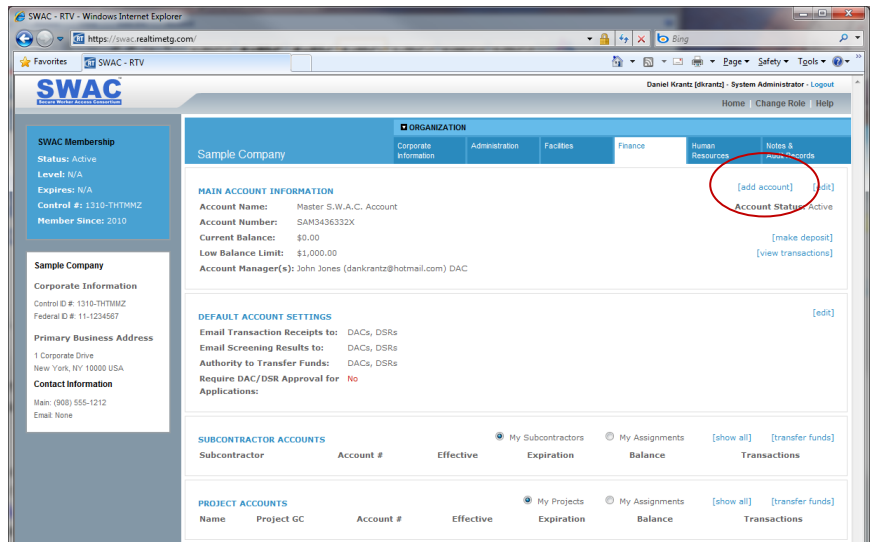 SWAC - RTV - Windows Internet Explorer
https://swac.realtimetg.com/
Bing
Favorites SWAC - RTV
Page Safety Tools
SWAC
Secure Worker Access Consortium
Daniel Krantz [dkrantz] - System Administrator - Logout
Home Change Role Help
ORGANIZATION
Sample Company
Corporate Information
Administration
Facilities
Finance
Human Resources
Notes & Audit Records
SWAC Membership
Status: Active
Level: N/A
Expires: N/A
Control #: 1310-THTMMZ
Member Since: 2010
Sample Company
Corporate Information
Control ID #: 1310-THTMMZ
Federal ID #: 11-1234567
Primary Business Address
1 Corporate Drive
New York, NY 10000 USA
Contact Information
Main: (908) 555-1212
Email: None
MAIN ACCOUNT INFORMATION [add account] [edit]
Account Name: Master S.W.A.C. Account Account Status: Active
Account Number: SAM3436332X
Current Balance: $0.00 [make deposit]
Low Balance Limit: $1,000.00 [view transactions]
Account Manager(s): John Jones (dankrantz@hotmail.com) DAC
DEFAULT ACCOUNT SETTINGS [edit]
Email Transaction Receipts to: DACs, DSRs
Email Screening Results to: DACs, DSRs
Authority to Transfer Funds: DACs, DSRs
Require DAC/DSR Approval for No
Applications:
SUBCONTRACTOR ACCOUNTS My Subcontractors My Assignments [show all] [transfer funds]
Subcontractor Account # Effective Expiration Balance Transactions
PROJECT ACCOUNTS My Projects My Assignments [show all] [transfer funds]
Name Project GC Account # Effective Expiration Balance Transactions